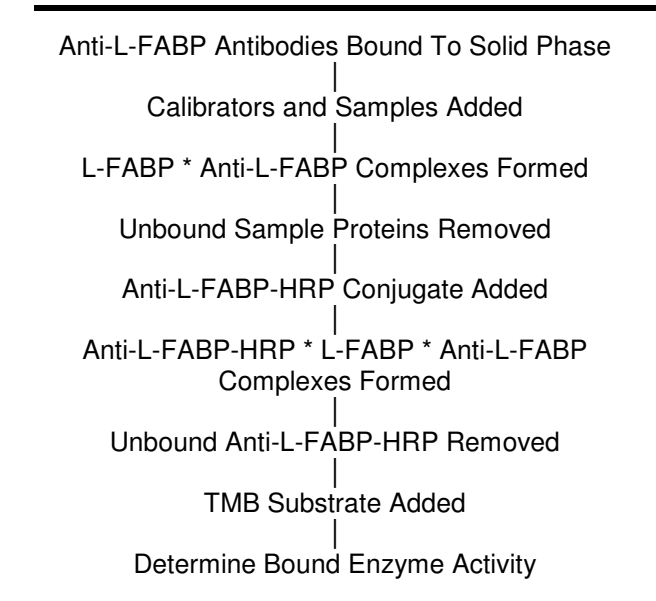 Anti-L-FABP Antibodies Bound To Solid Phase
Calibrators and Samples Added
L-FABP * Anti-L-FABP Complexes Formed
Unbound Sample Proteins Removed
Anti-L-FABP-HRP Conjugate Added
Anti-L-FABP-HRP * L-FABP * Anti-L-FABP
Complexes Formed
Unbound Anti-L-FABP-HRP Removed
TMB Substrate Added
Determine Bound Enzyme Activity